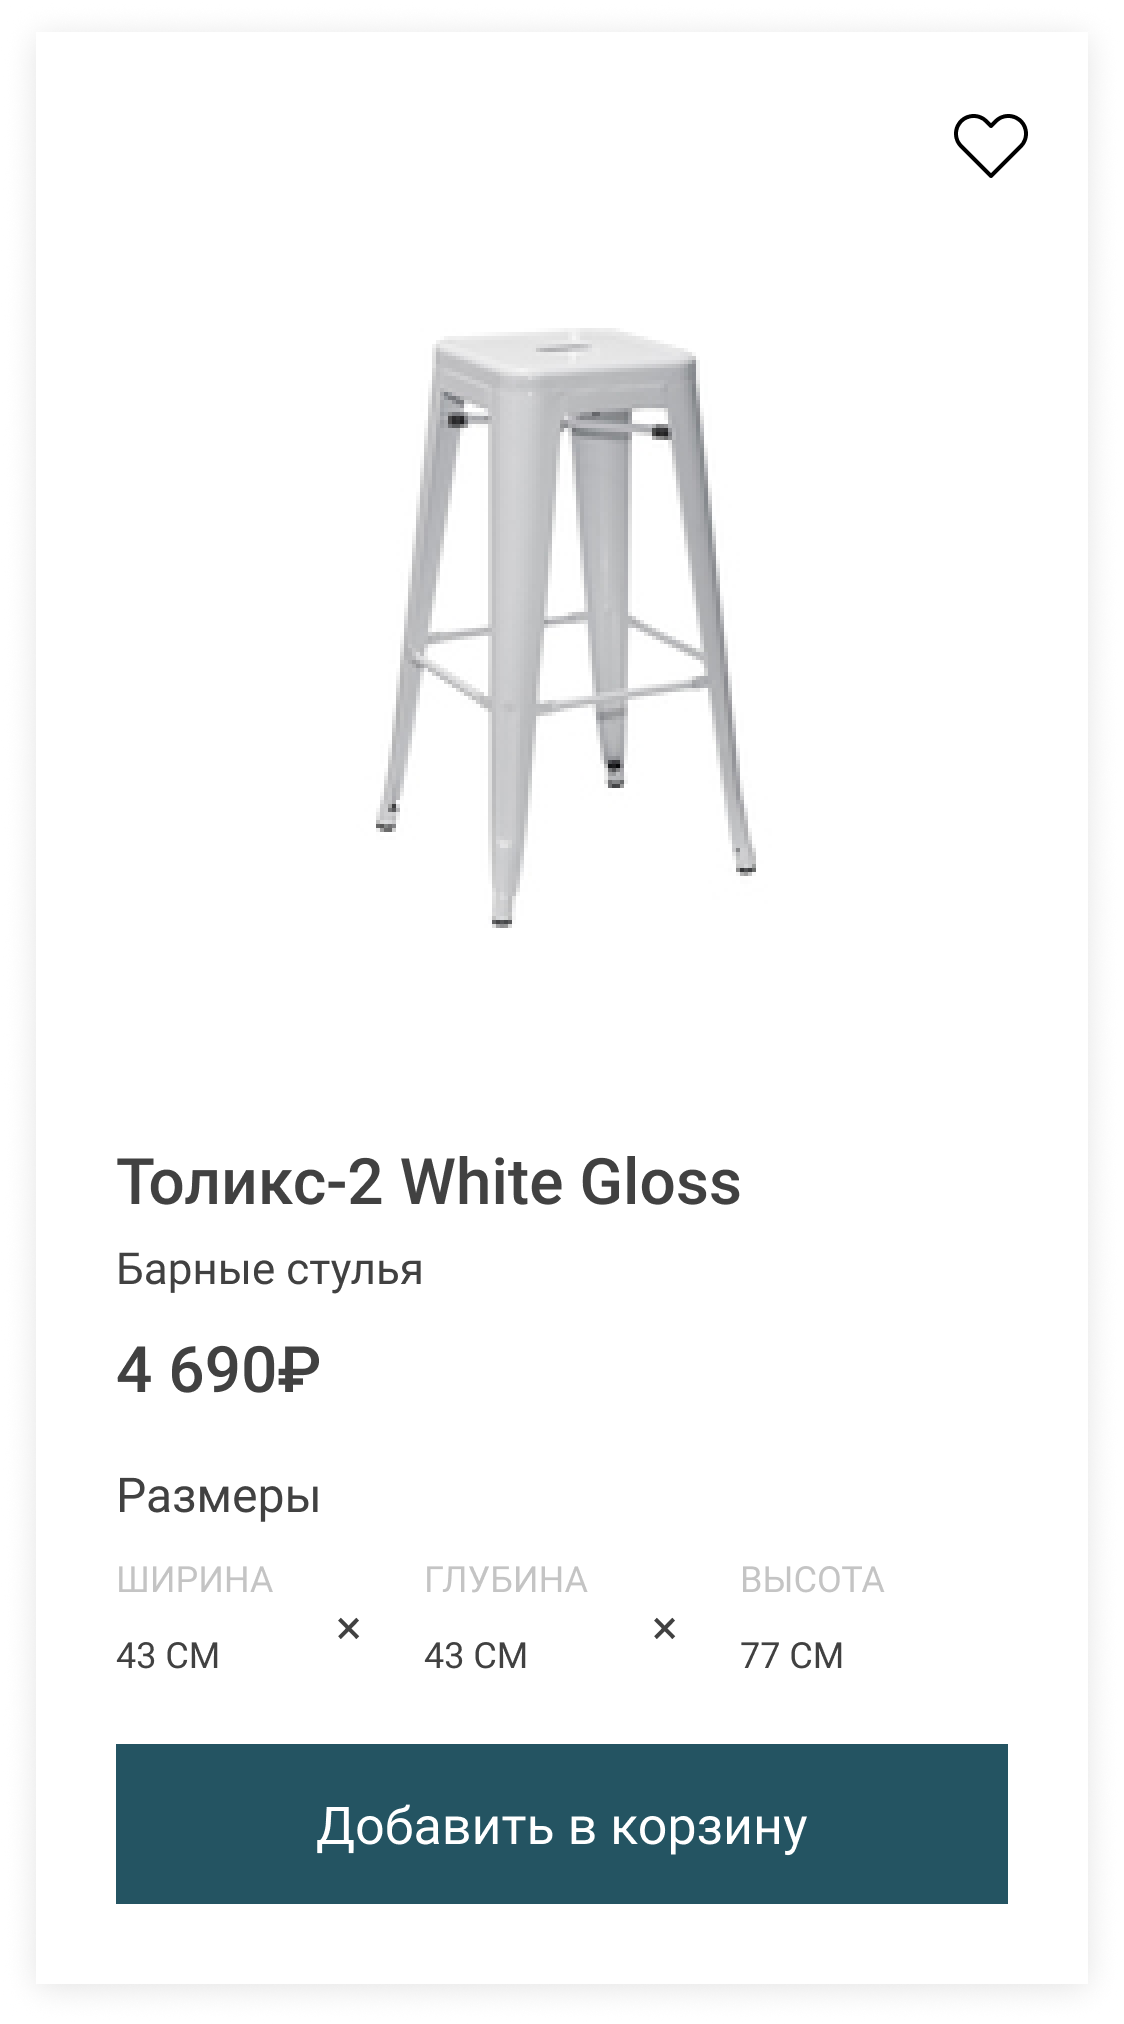 Толикс-2 White Gloss
Барные стулья
4 690₽
Размеры
ШИРИНА ГЛУБИНА ВЫСОТА
43 СМ × 43 СМ × 77 СМ
Добавить в корзину